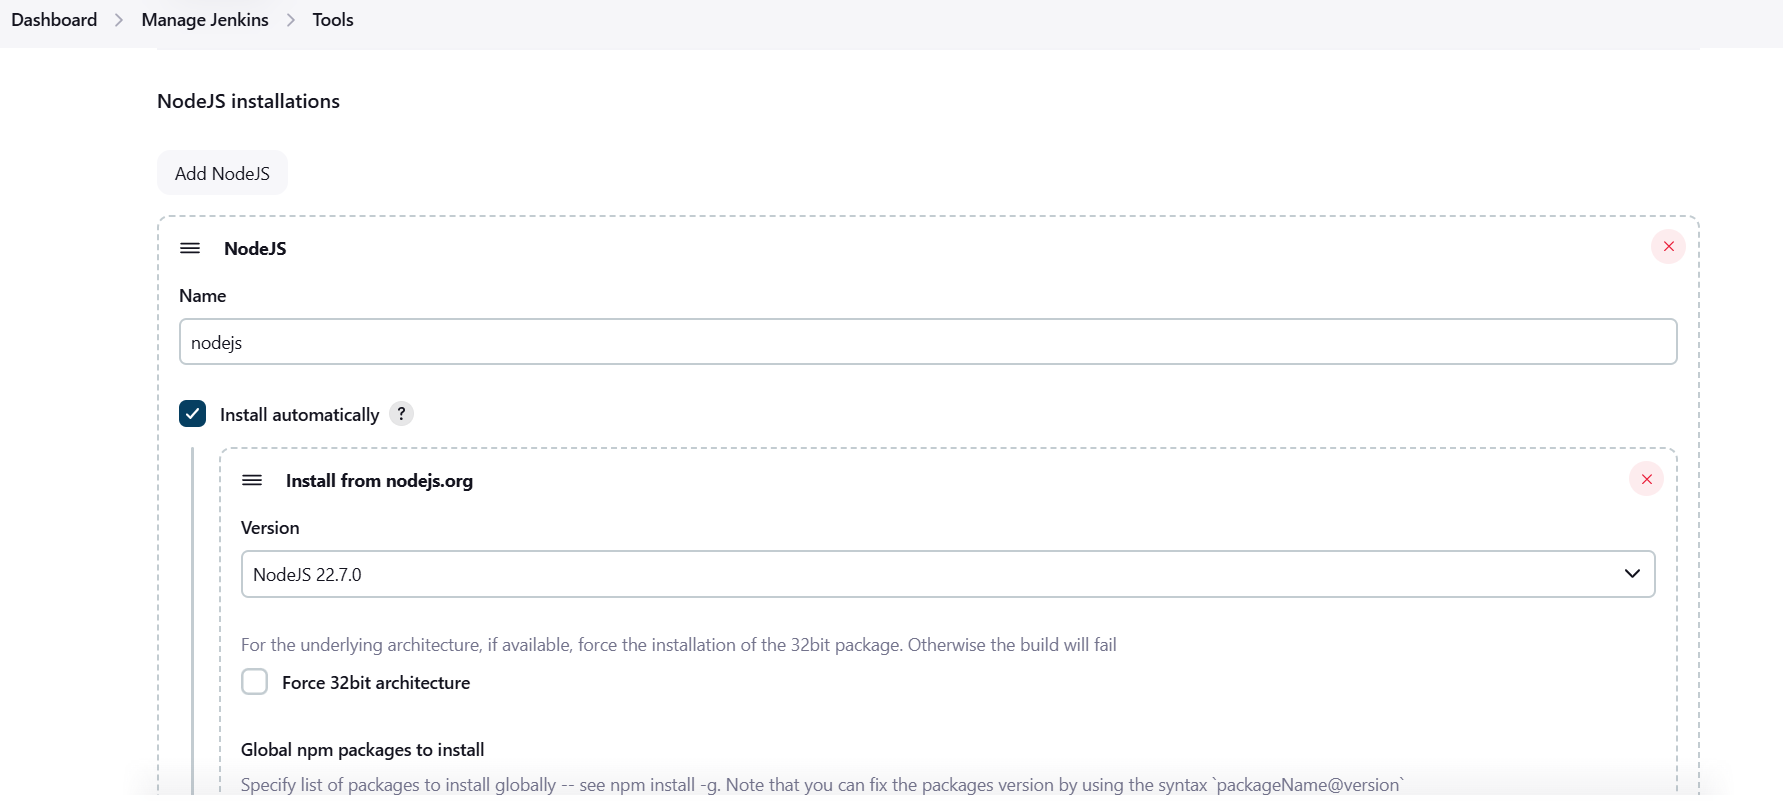 Dashboard > Manage Jenkins > Tools
NodeJS installations
Add NodeJS
NodeJS
Name
nodejs
Install automatically ?
Install from nodejs.org
Version
NodeJS 22.7.0
For the underlying architecture, if available, force the installation of the 32bit package. Otherwise the build will fail
Force 32bit architecture
Global npm packages to install
Specify list of packages to install globally -- see npm install -g. Note that you can fix the packages version by using the syntax `packageName@version`